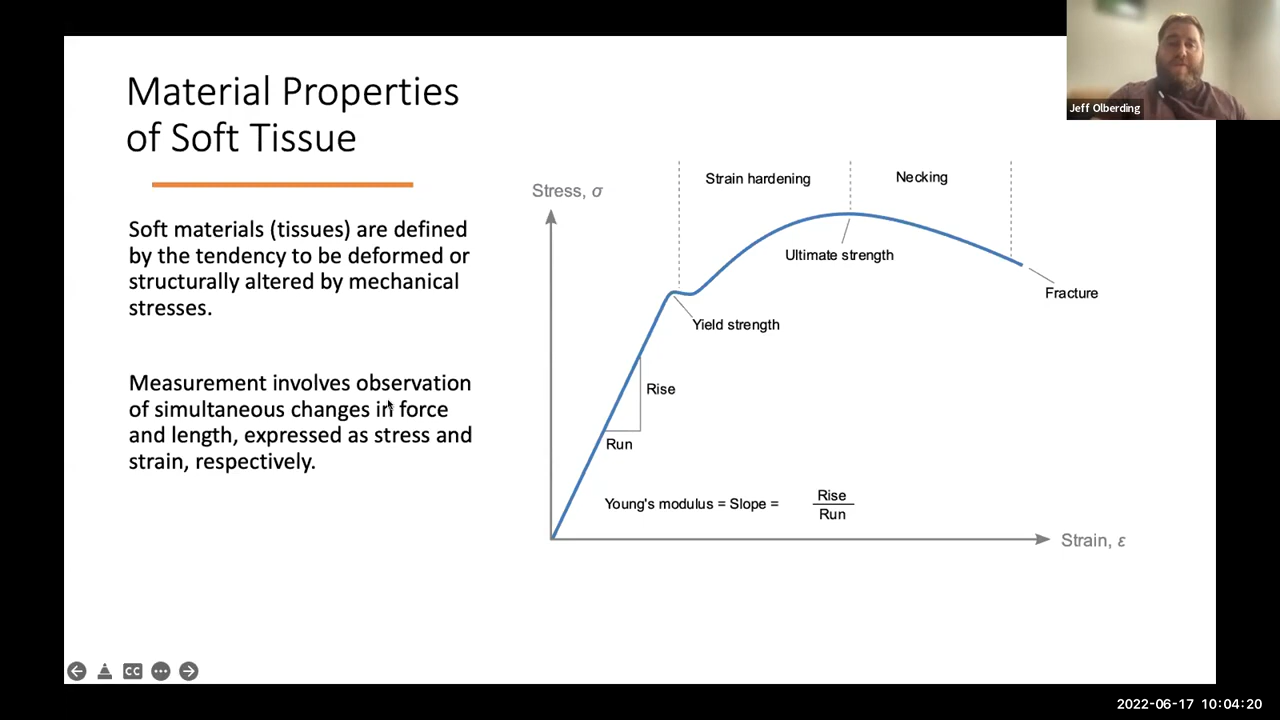 Material Properties
of Soft Tissue
Jeff Olberding
Soft materials (tissues) are defined
by the tendency to be deformed or
structurally altered by mechanical
stresses.
Measurement involves observation
of simultaneous changes in force
and length, expressed as stress and
strain, respectively.
Stress, σ
Strain hardening
Necking
Ultimate strength
Fracture
Yield strength
Rise
Run
Young's modulus = Slope =
Rise
Run
Strain, ε
CC
2022-06-17 10:04:20